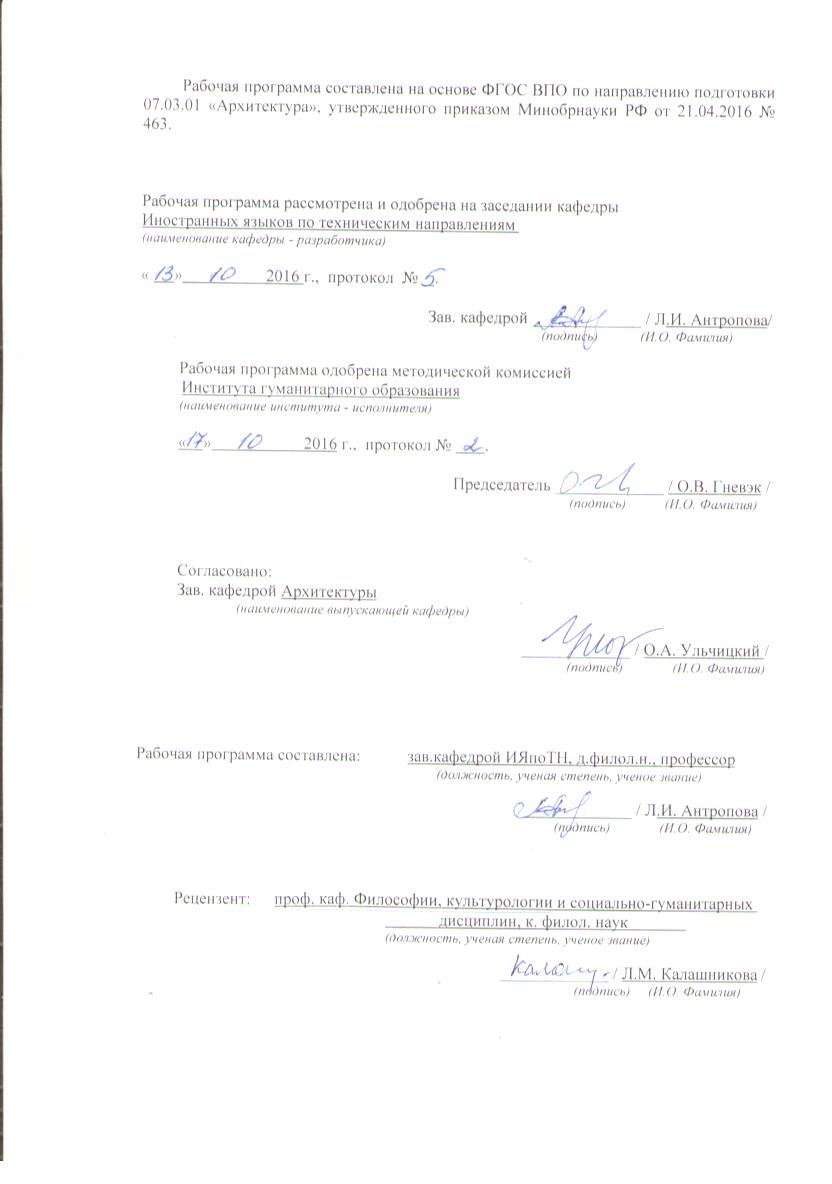 Рабочая программа составлена на основе ФГОС ВПО по направлению подготовки
07.03.01 «Архитектура», утвержденного приказом Минобрнауки РФ от 21.04.2016 №
463.
Рабочая программа рассмотрена и одобрена на заседании кафедры
Иностранных языков по техническим направлениям
(наименование кафедры - разработчика)
« 13 » 10 2016 г., протокол № 5.
Зав. кафедрой / Л.И. Антропова/
(подпись) (И.О. Фамилия)
Рабочая программа одобрена методической комиссией
Института гуманитарного образования
(наименование института - исполнителя)
«17» 10 2016 г., протокол № 2.
Председатель / О.В. Гневэк /
(подпись) (И.О. Фамилия)
Согласовано:
Зав. кафедрой Архитектуры
(наименование выпускающей кафедры)
/ О.А. Ульчицкий /
(подпись) (И.О. Фамилия)
Рабочая программа составлена: зав.кафедрой ИЯпоТН, д.филол.н., профессор
(должность, ученая степень, ученое звание)
/ Л.И. Антропова /
(подпись) (И.О. Фамилия)
Рецензент: проф. каф. Философии, культурологии и социально-гуманитарных
дисциплин, к. филол. наук
(должность, ученая степень, ученое звание)
/ Л.М. Калашникова /
(подпись) (И.О. Фамилия)